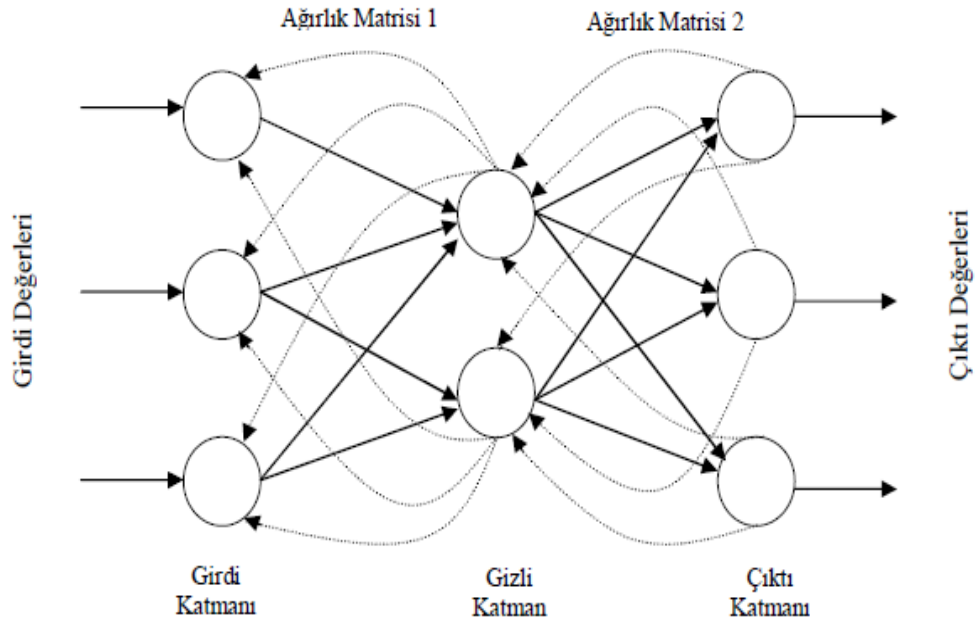 Ağırlık Matrisi 1
Ağırlık Matrisi 2
Girdi Değerleri
Çıktı Değerleri
Girdi
Katmanı
Gizli
Katman
Çıktı
Katmanı